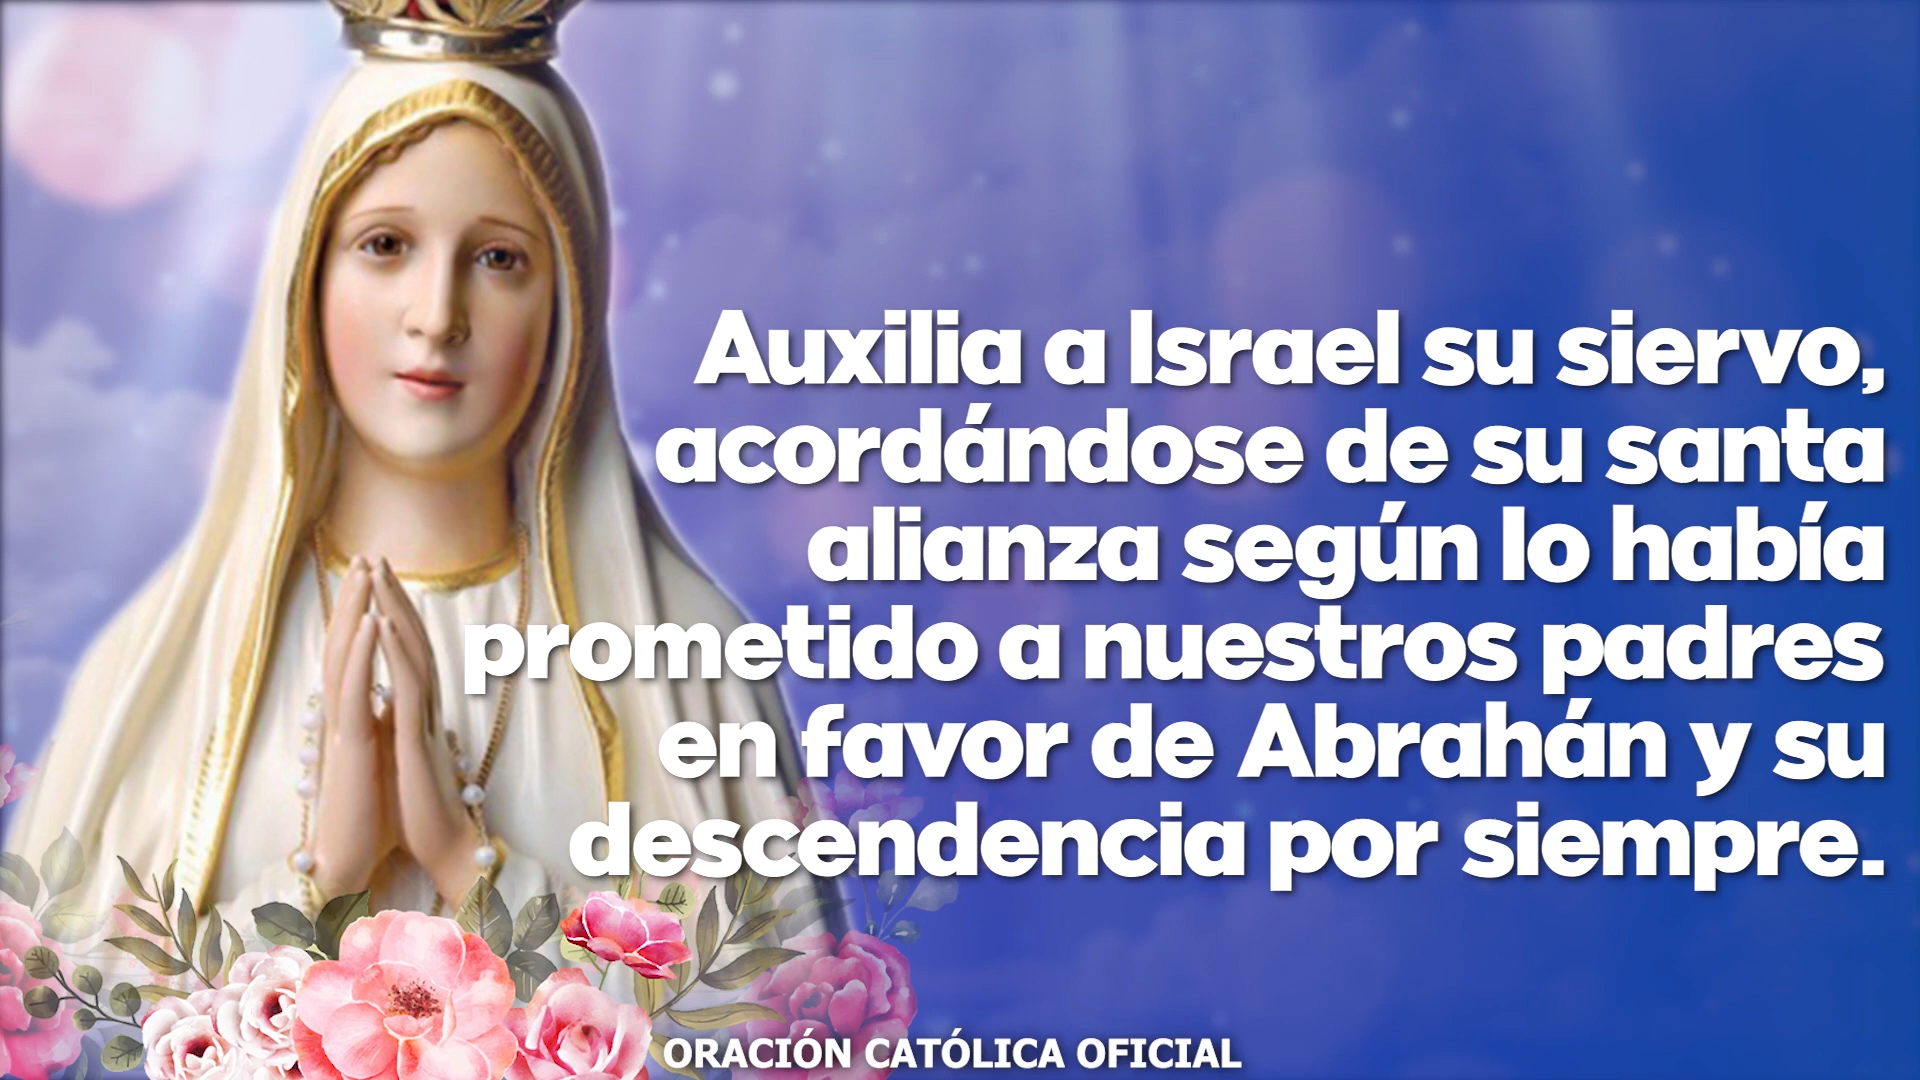 Auxilia a Israel su siervo,
acordándose de su santa
alianza según lo había
prometido a nuestros padres
en favor de Abrahán y su
descendencia por siempre.
ORACIÓN CATÓLICA OFICIAL